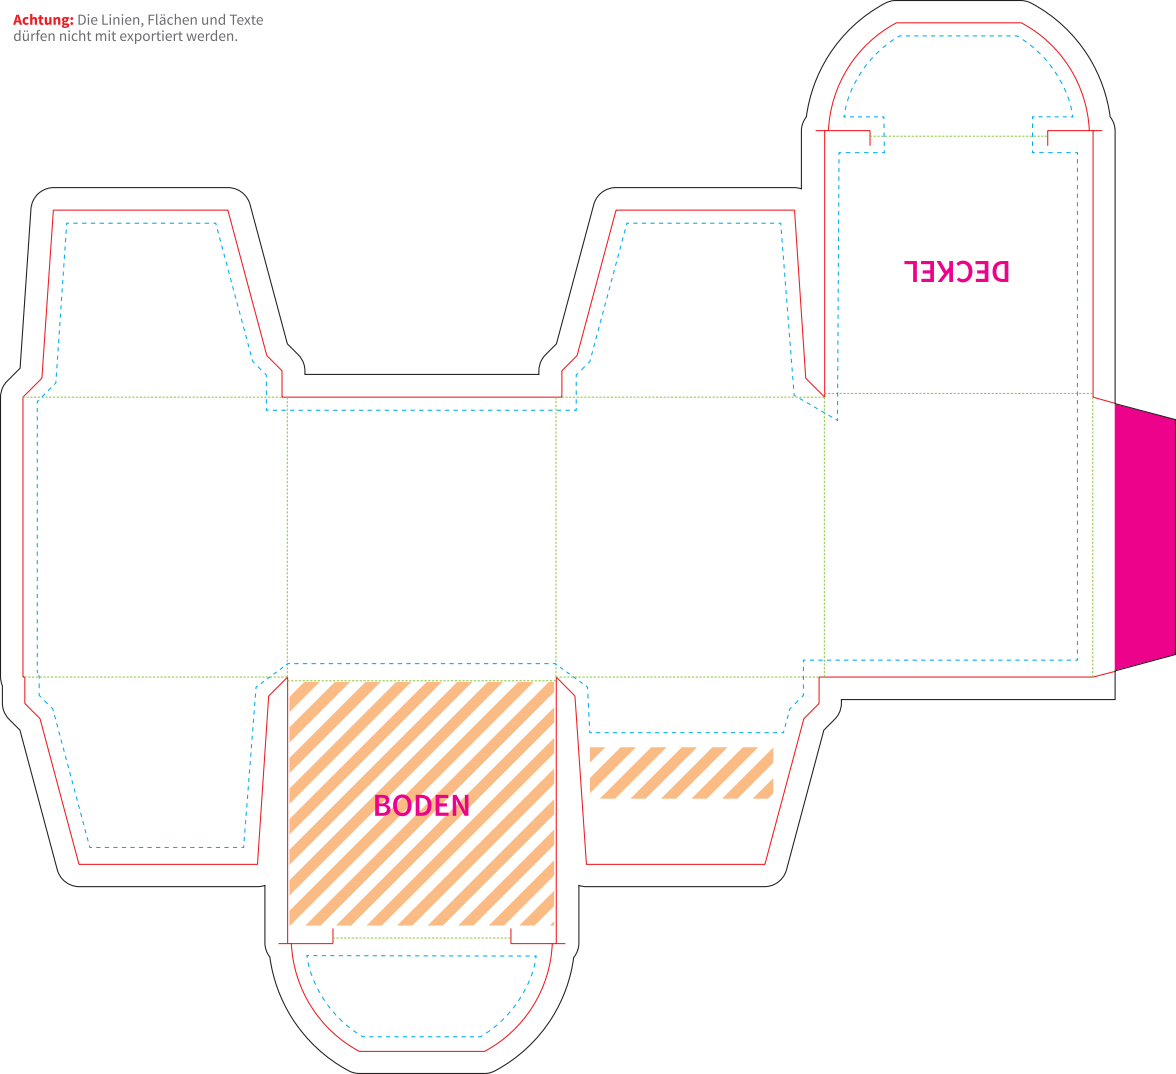 Achtung: Die Linien, Flächen und Texte
dürfen nicht mit exportiert werden.
DECKEL
BODEN